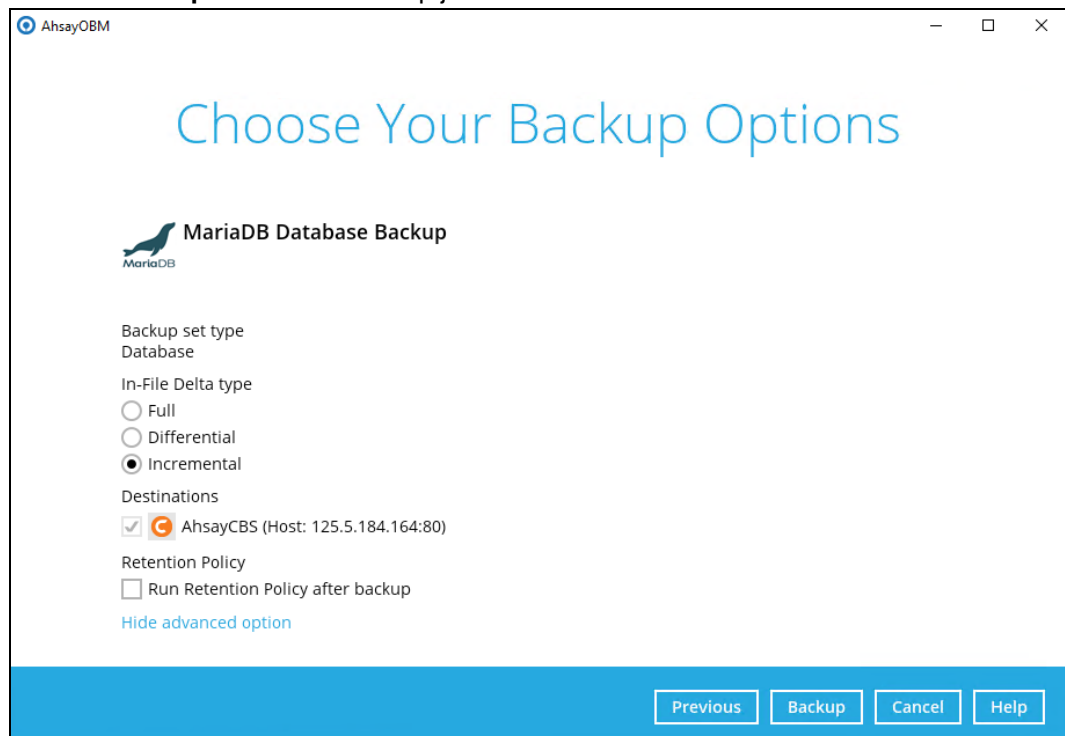 AhsayOBM
Choose Your Backup Options
MariaDB Database Backup
MariaDB
Backup set type
Database
In-File Delta type
Full
Differential
Incremental
Destinations
C AhsayCBS (Host: 125.5.184.164:80)
Retention Policy
Run Retention Policy after backup
Hide advanced option
Previous Backup Cancel Help